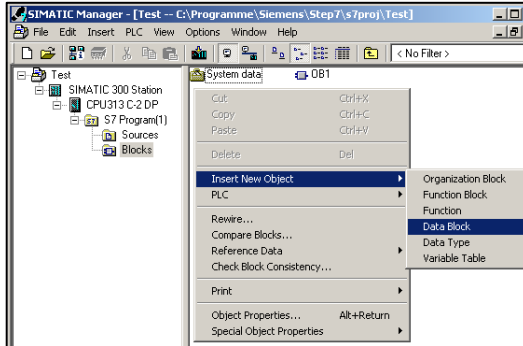 SIMATIC Manager - [Test -- C:\Programme\Siemens\Step7\s7proj\Test]
File Edit Insert PLC View Options Window Help
< No Filter >
Test
SIMATIC 300 Station
CPU313 C-2 DP
S7 Program(1)
Sources
Blocks
System data
OB1
Cut Ctrl+X
Copy Ctrl+C
Paste Ctrl+V
Delete Del
Insert New Object
PLC
Rewire...
Compare Blocks...
Reference Data
Check Block Consistency...
Print
Object Properties... Alt+Return
Special Object Properties
Organization Block
Function Block
Function
Data Block
Data Type
Variable Table